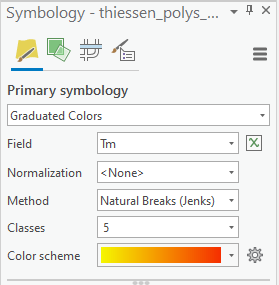 Symbology - thiessen_polys_...
Primary symbology
Graduated Colors
Field Tm
Normalization <None>
Method Natural Breaks (Jenks)
Classes 5
Color scheme